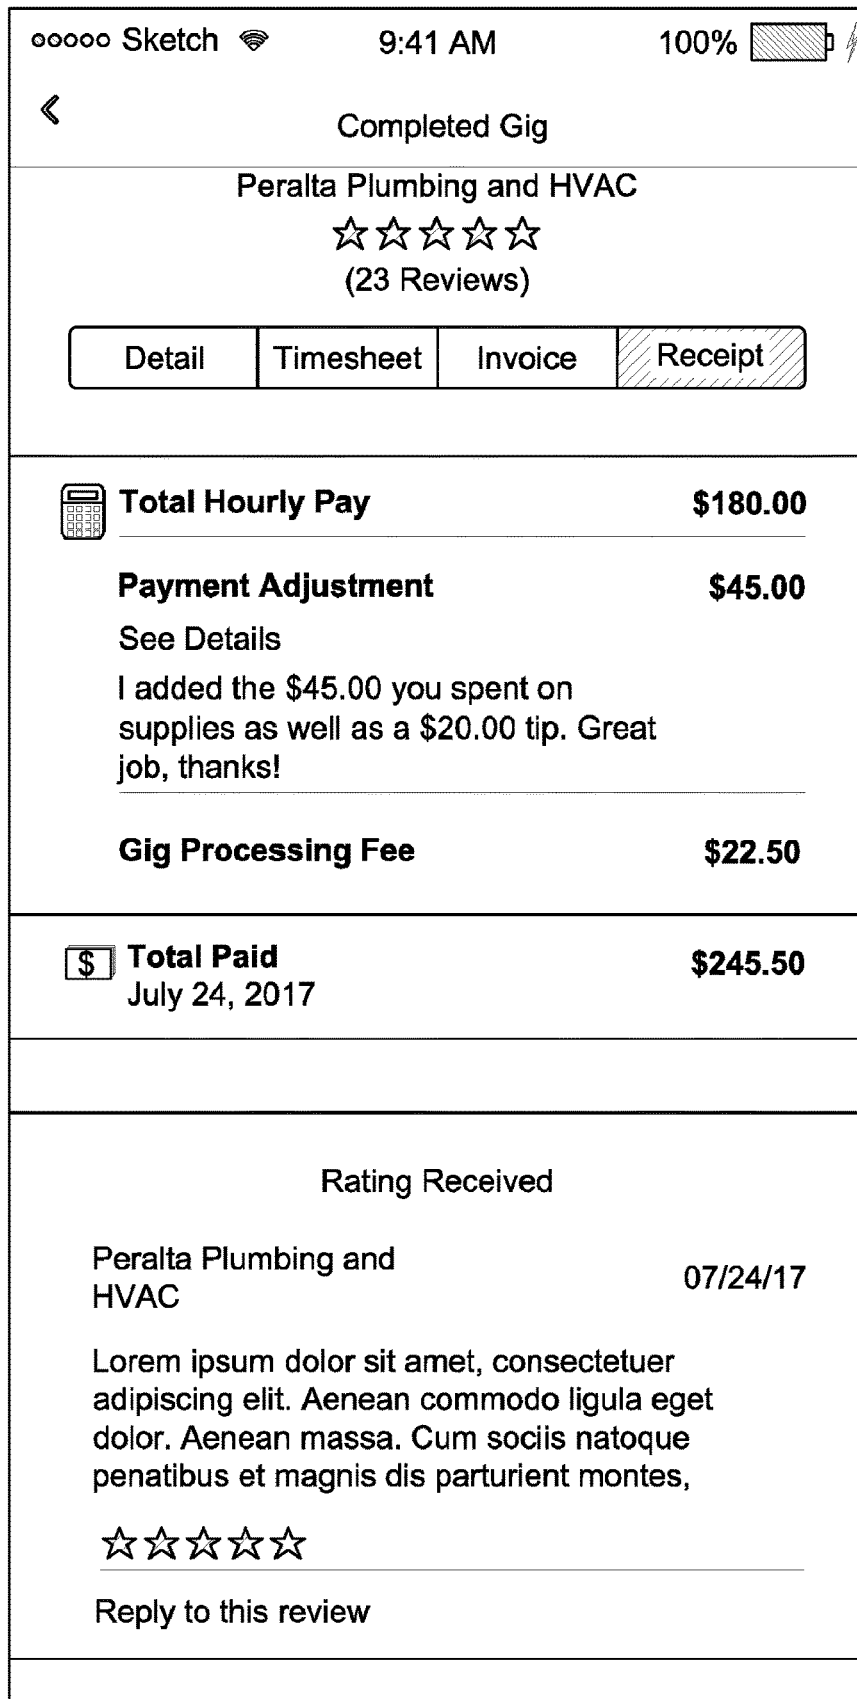 Sketch 9:41 AM 100%
Completed Gig
Peralta Plumbing and HVAC
(23 Reviews)
Detail Timesheet Invoice Receipt
Total Hourly Pay $180.00
Payment Adjustment $45.00
See Details
I added the $45.00 you spent on
supplies as well as a $20.00 tip. Great
job, thanks!
Gig Processing Fee $22.50
$ Total Paid $245.50
July 24, 2017
Rating Received
Peralta Plumbing and
HVAC 07/24/17
Lorem ipsum dolor sit amet, consectetuer
adipiscing elit. Aenean commodo ligula eget
dolor. Aenean massa. Cum sociis natoque
penatibus et magnis dis parturient montes,
Reply to this review